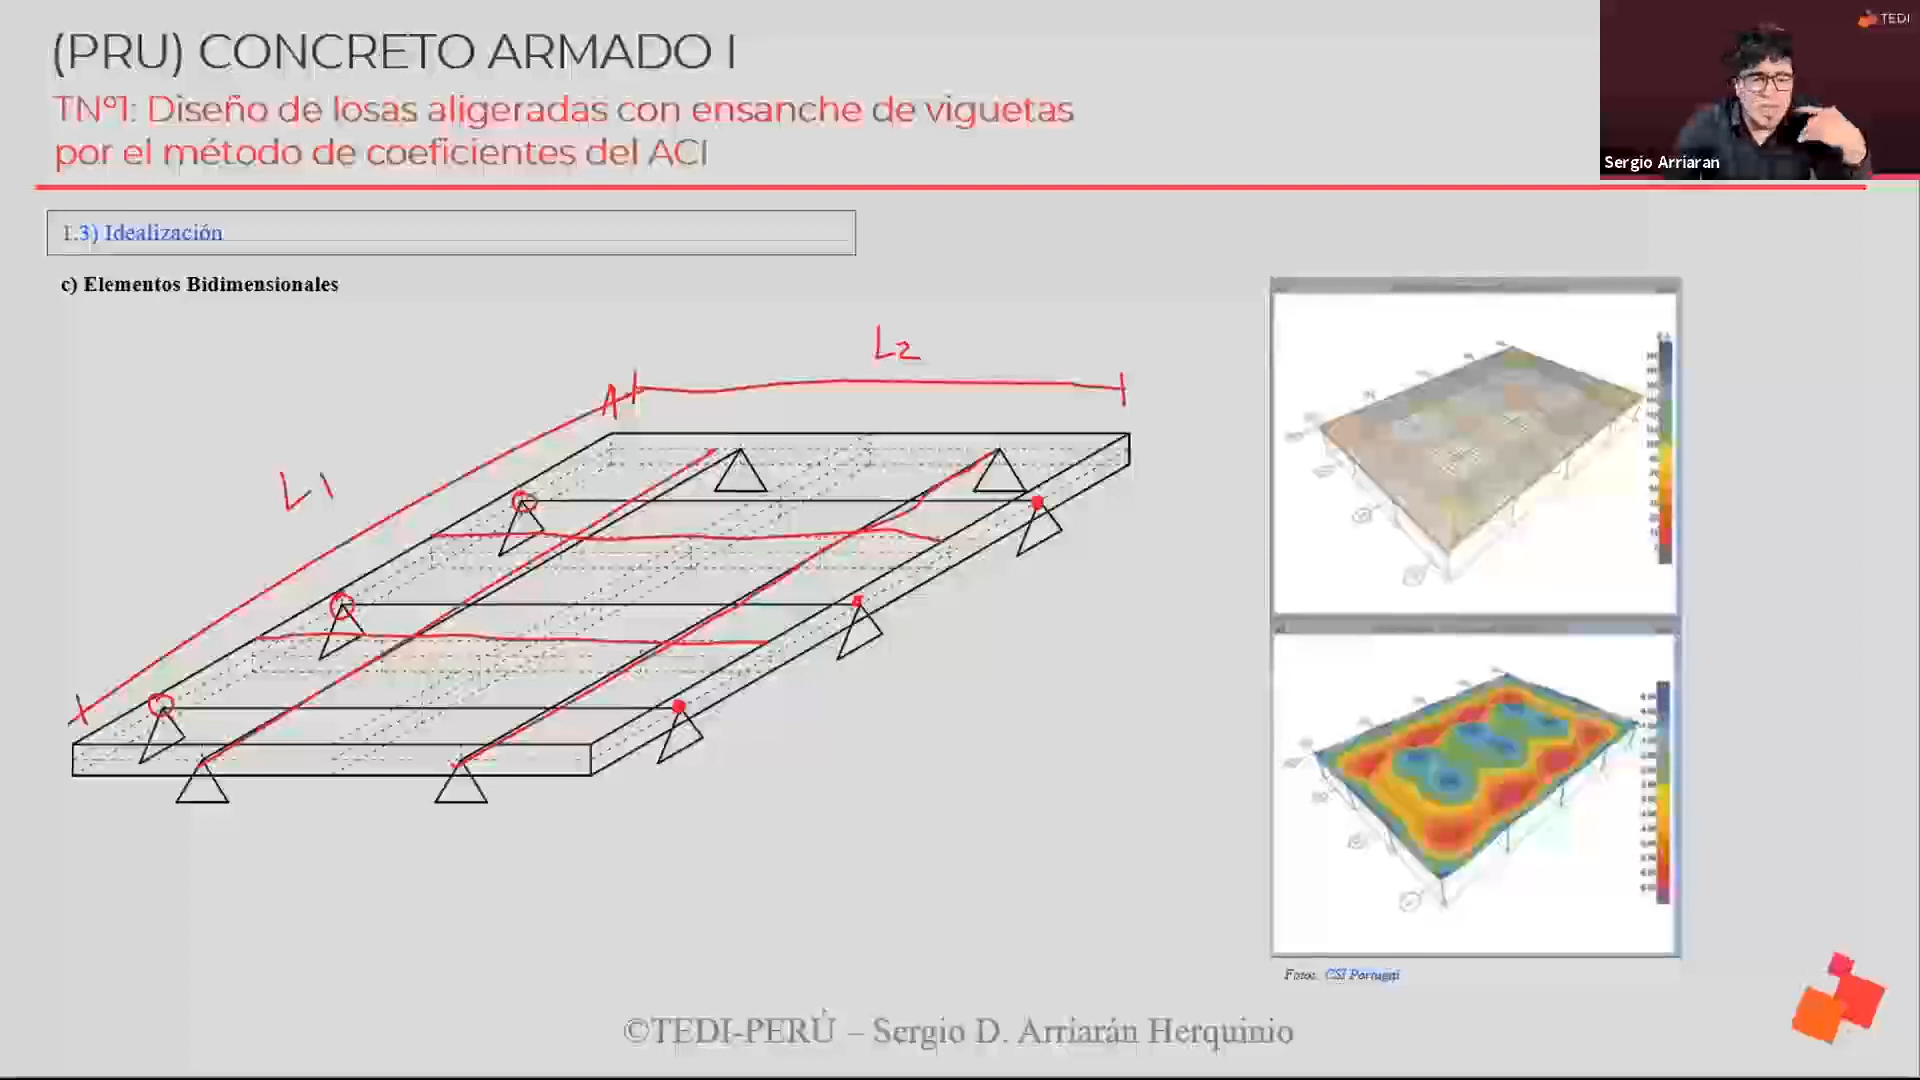 (PRU) CONCRETO ARMADO I
TNº1: Diseño de losas aligeradas con ensanche de viguetas
por el método de coeficientes del ACI
TEDI
Sergio Arriaran
1.3) Idealización
c) Elementos Bidimensionales
L2
L1
Fotos: CSI Portugal
©TEDI-PERÚ – Sergio D. Arriarán Herquinio